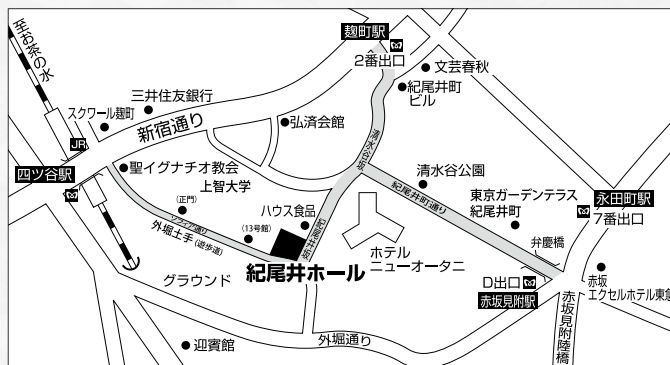 至お茶の水
麹町駅
2番出口
文芸春秋
三井住友銀行
スクワール麹町
紀尾井町
ビル
新宿通り
弘済会館
清水谷坂
JR
四ツ谷駅
聖イグナチオ教会
上智大学
清水谷公園
紀尾井町通り
東京ガーデンテラス
紀尾井町
永田町駅
7番出口
(正門)
ソフィア通り
外堀土手(遊歩道)
(13号館)
ハウス食品
紀尾井坂
ホテル
ニューオータニ
弁慶橋
紀尾井ホール
グラウンド
D出口
赤坂見附駅
赤坂
エクセルホテル東急
赤坂見附陸橋
外堀通り
迎賓館